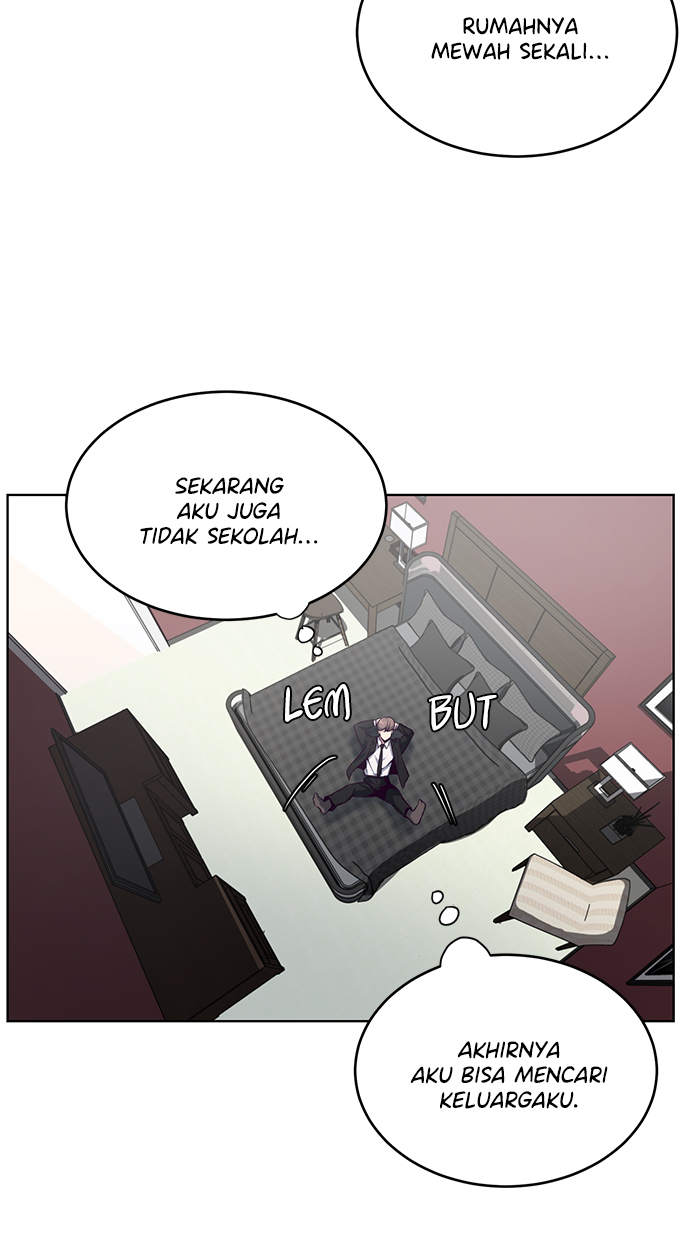 RUMAHNYA
MEWAH SEKALI...
SEKARANG
AKU JUGA
TIDAK SEKOLAH...
LEM BUT
AKHIRNYA
AKU BISA MENCARI
KELUARGAKU.